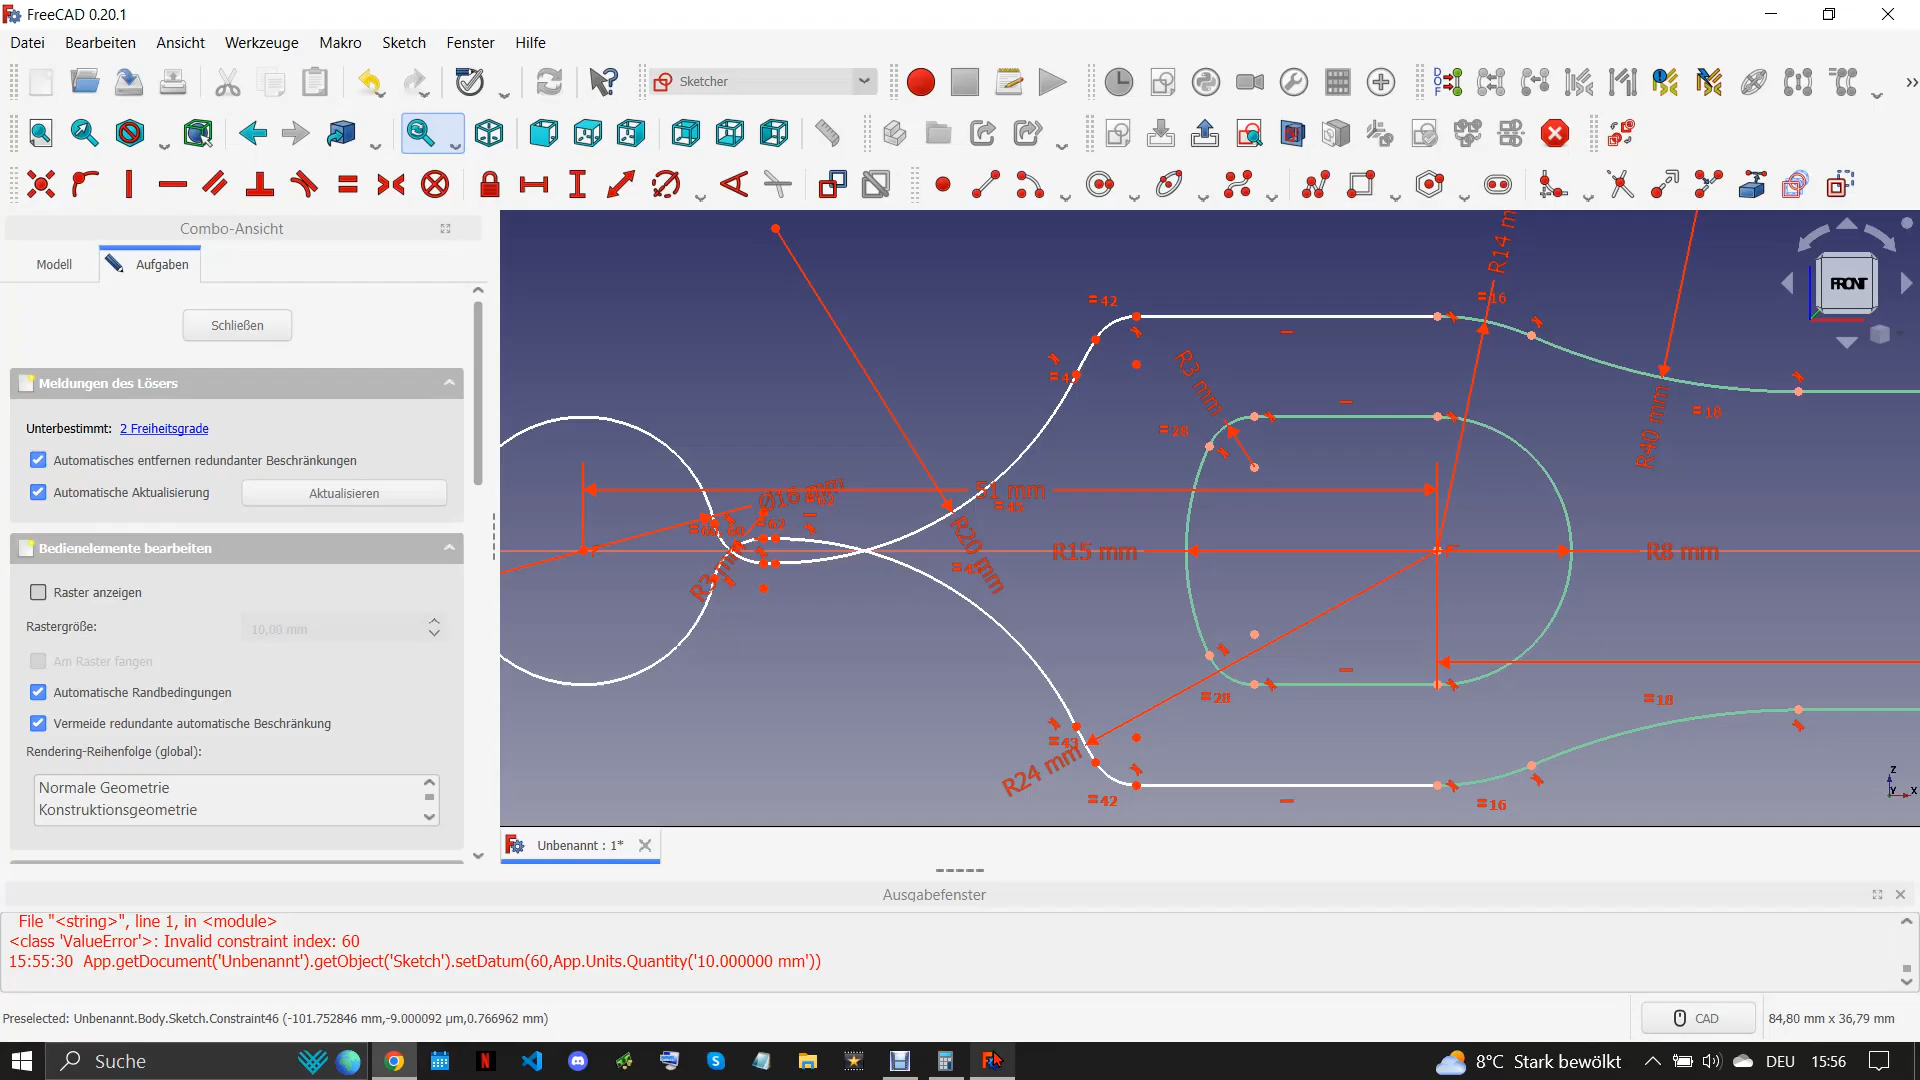 FreeCAD 0.20.1
Datei Bearbeiten Ansicht Werkzeuge Makro Sketch Fenster Hilfe
Sketcher
Combo-Ansicht
Modell
Aufgaben
Schließen
Meldungen des Lösers
Unterbestimmt: 2 Freiheitsgrade
Automatisches entfernen redundanter Beschränkungen
Automatische Aktualisierung
Aktualisieren
Bedienelemente bearbeiten
Raster anzeigen
Rastergröße:
10,00 mm
Am Raster fangen
Automatische Randbedingungen
Vermeide redundante automatische Beschränkung
Rendering-Reihenfolge (global):
Normale Geometrie
Konstruktionsgeometrie
FRONT
R14 m
=42
=16
R3 mm
=28
R40 mm
=18
51 mm
=45
R20 mm
R15 mm
R8 mm
=62
=28
=18
=43
R24 mm
=42
=16
z
Y
x
Unbenannt : 1*
Ausgabefenster
File "<string>", line 1, in <module>
<class 'ValueError'>: Invalid constraint index: 60
15:55:30 App.getDocument('Unbenannt').getObject('Sketch').setDatum(60,App.Units.Quantity('10.000000 mm'))
Preselected: Unbenannt.Body.Sketch.Constraint46 (-101.752846 mm,-9.000092 µm,0.766962 mm)
CAD
84,80 mm x 36,79 mm
Suche
8°C Stark bewölkt
DEU
15:56